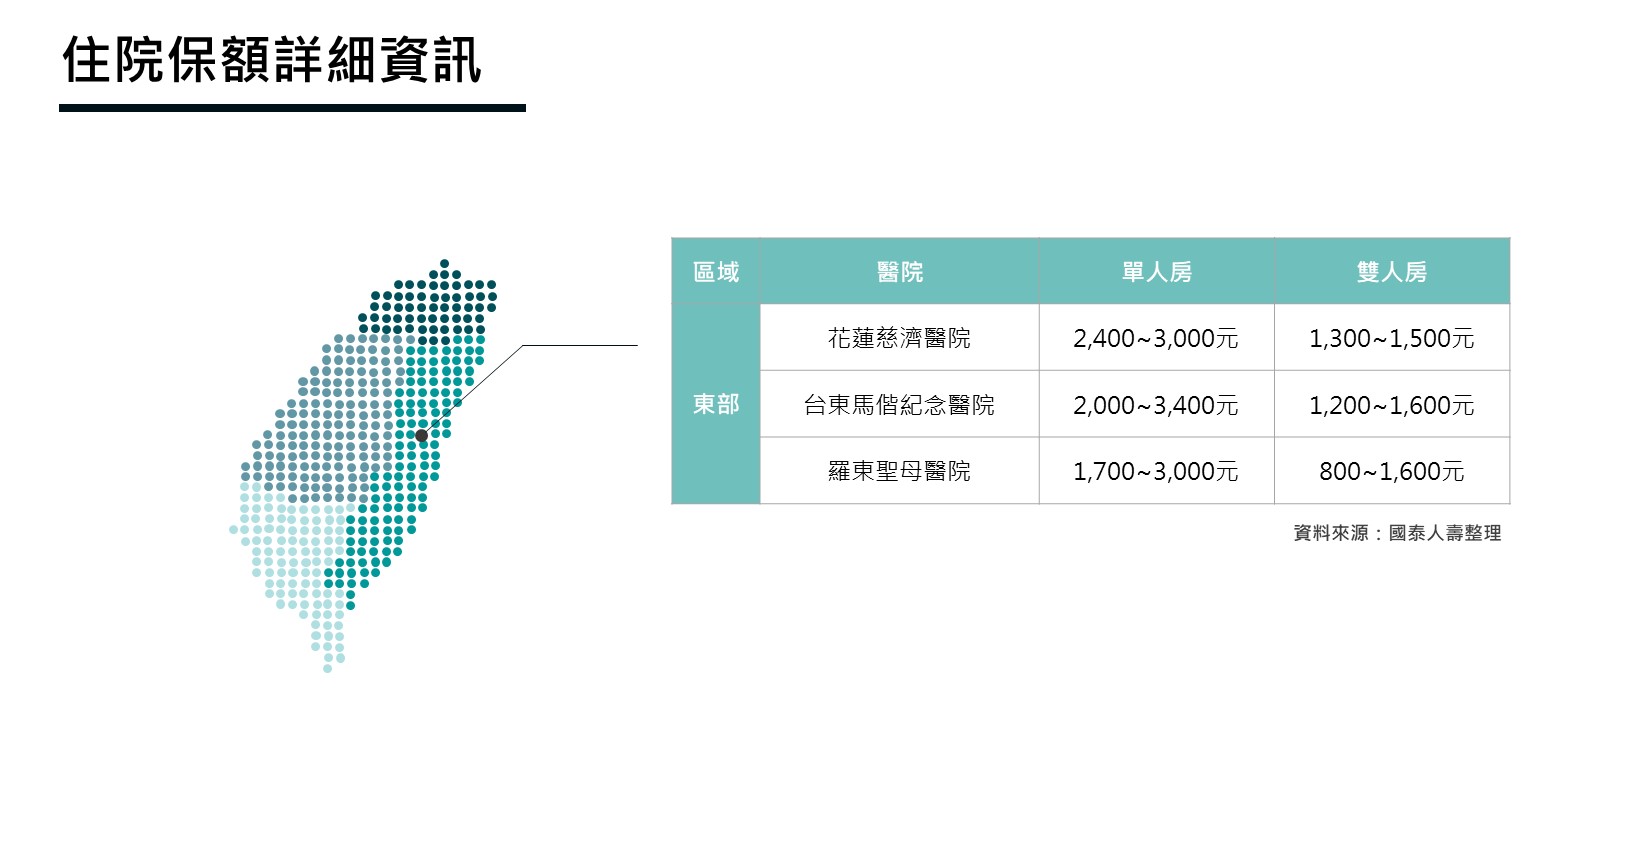 住院保額詳細資訊
區域 醫院 單人房 雙人房
東部
花蓮慈濟醫院 2,400~3,000元 1,300~1,500元
台東馬偕紀念醫院 2,000~3,400元 1,200~1,600元
羅東聖母醫院 1,700~3,000元 800~1,600元
資料來源：國泰人壽整理